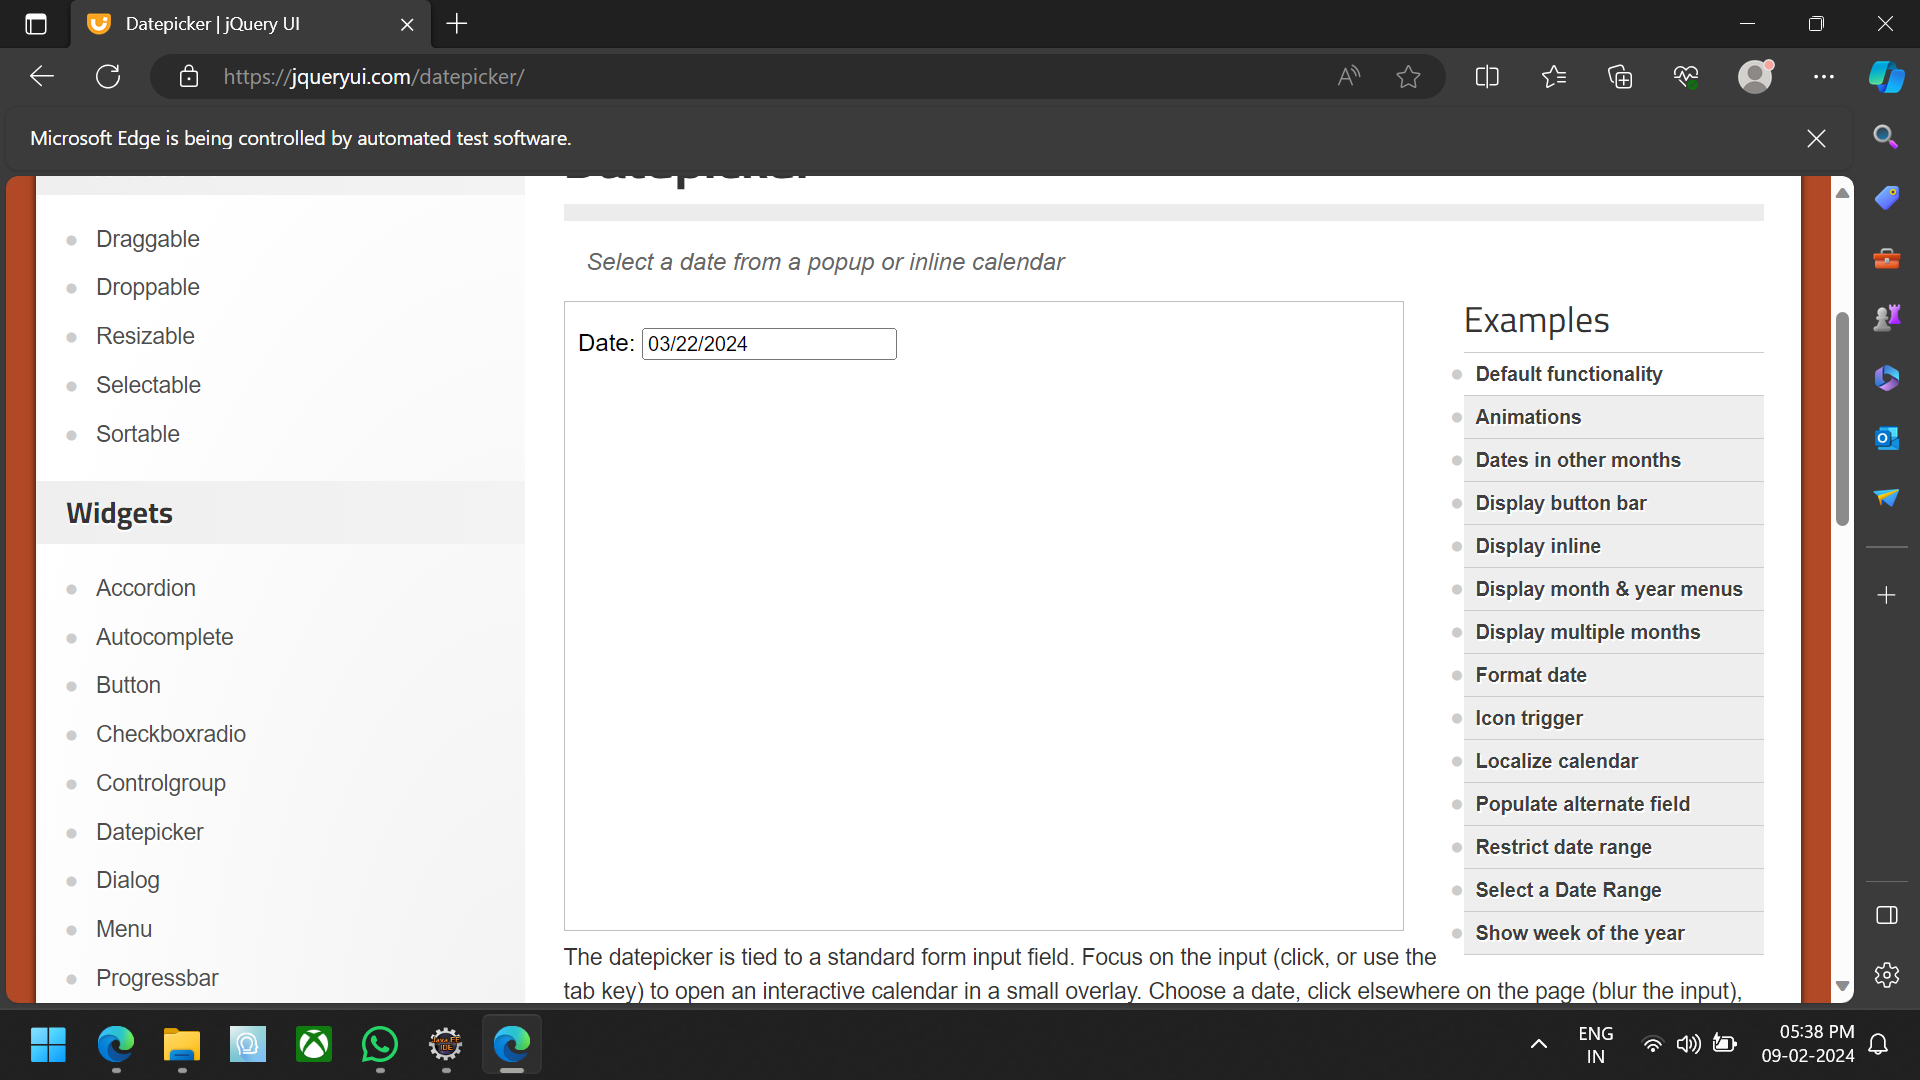 Datepicker | jQuery UI
https://jqueryui.com/datepicker/
Microsoft Edge is being controlled by automated test software.
Datepicker
Draggable
Droppable
Resizable
Selectable
Sortable
Widgets
Accordion
Autocomplete
Button
Checkboxradio
Controlgroup
Datepicker
Dialog
Menu
Progressbar
Select a date from a popup or inline calendar
Date: 03/22/2024
Examples
Default functionality
Animations
Dates in other months
Display button bar
Display inline
Display month & year menus
Display multiple months
Format date
Icon trigger
Localize calendar
Populate alternate field
Restrict date range
Select a Date Range
Show week of the year
The datepicker is tied to a standard form input field. Focus on the input (click, or use the
tab key) to open an interactive calendar in a small overlay. Choose a date, click elsewhere on the page (blur the input),
Java EE
IDE
ENG
IN
05:38 PM
09-02-2024